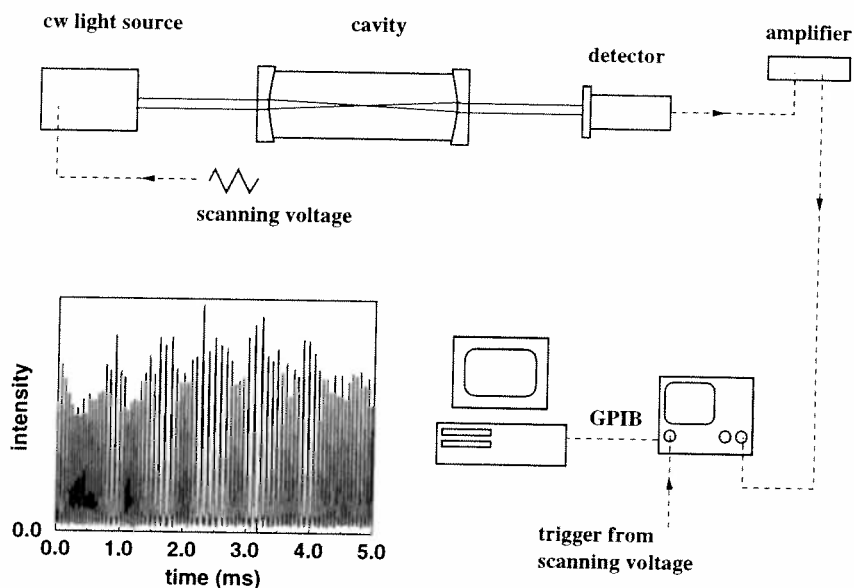 cw light source
cavity
detector
amplifier
scanning voltage
intensity
0.0
0.0 1.0 2.0 3.0 4.0 5.0
time (ms)
GPIB
trigger from
scanning voltage